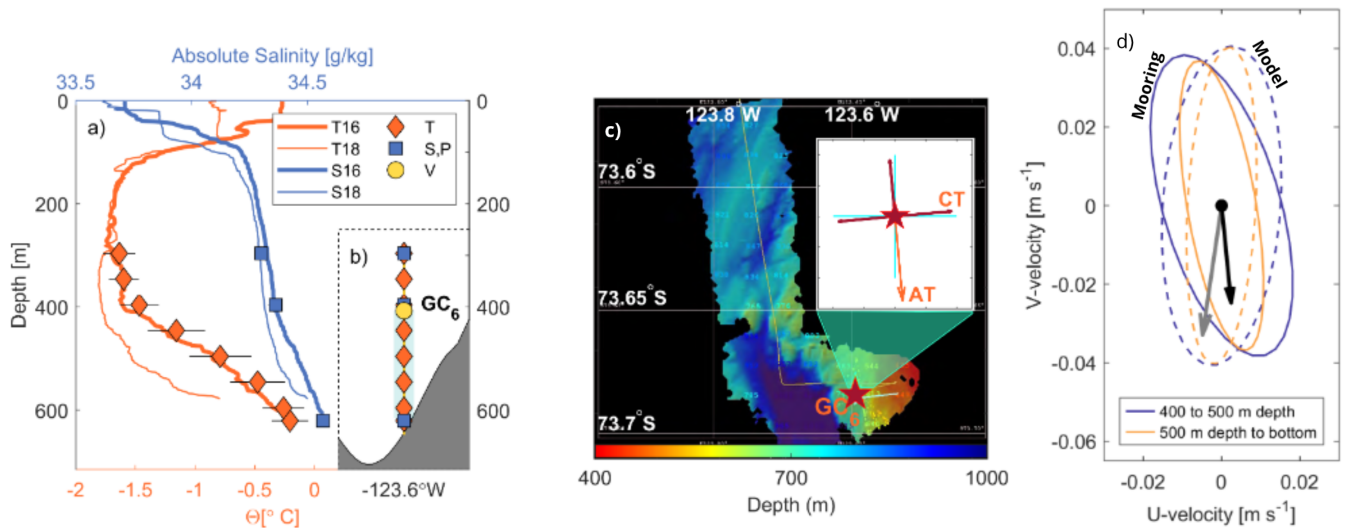 Absolute Salinity [g/kg]
33.5 34 34.5
0 200 400 600
Depth [m]
a)
T16 T
T18 S,P
S16 V
S18
0 200 400 600
b)
GC6
-2 -1.5 -1 -0.5 0
-123.6°W
Θ[° C]
c)
123.8 °W 123.6 °W
73.6°S
73.65°S
73.7°S
CT
AT
GC6
400 700 1000
Depth (m)
d)
Mooring
Model
0.04
0.02
0
-0.02
-0.04
-0.06
V-velocity [m s-1]
400 to 500 m depth
500 m depth to bottom
-0.02 0 0.02
U-velocity [m s-1]